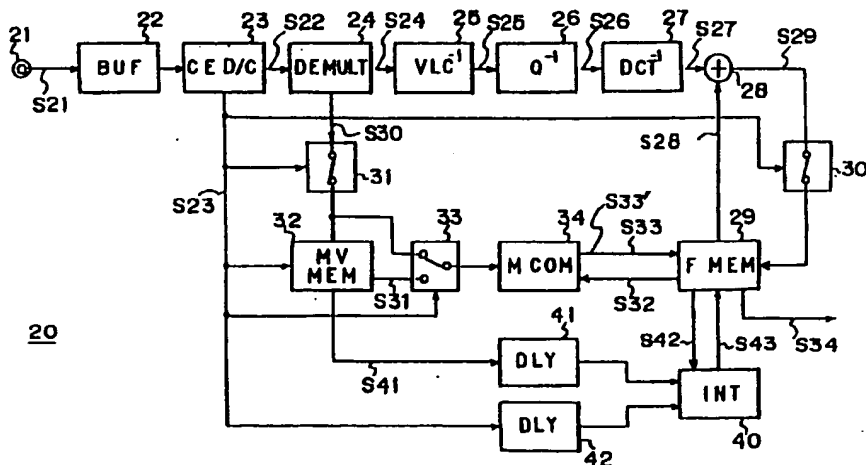 21 22 23 S22 24 S24 25 S25 26 S26 27 S27 S29
BUF CED/C DEMULT VLC⁻¹ Q⁻¹ DCT⁻¹ 28
S21 S30 S28
31 30
S23 32 33 34 S33' S33 29
MV MEM M COM F MEM
S31 S32
20 41 S42 S43 S34
S41 DLY INT
DLY 40
42